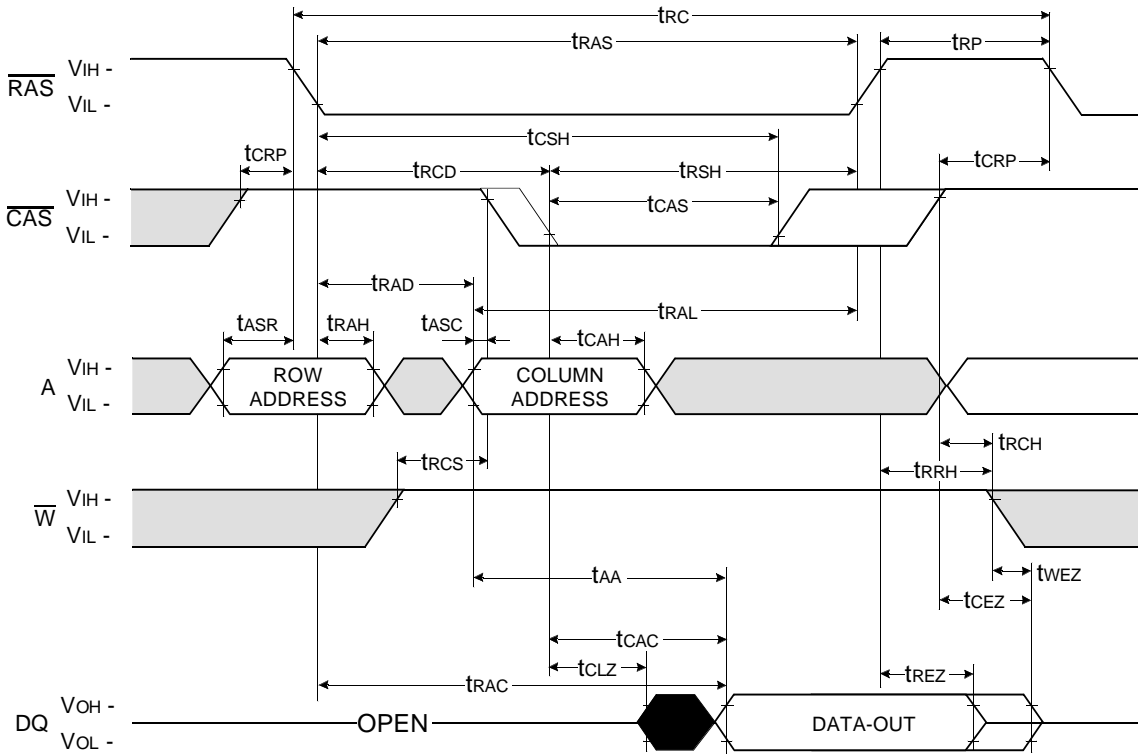 tRC
tRAS
tRP
RAS
VIH -
VIL -
tCSH
tCRP
tRCD
tRSH
tCRP
CAS
VIH -
VIL -
tCAS
tRAD
tRAL
tASR
tRAH
tASC
tCAH
A
VIH -
VIL -
ROW
ADDRESS
COLUMN
ADDRESS
tRCS
tRCH
tRRH
W
VIH -
VIL -
tAA
tWEZ
tCEZ
tCAC
tCLZ
tRAC
tREZ
DQ
VOH -
VOL -
OPEN
DATA-OUT